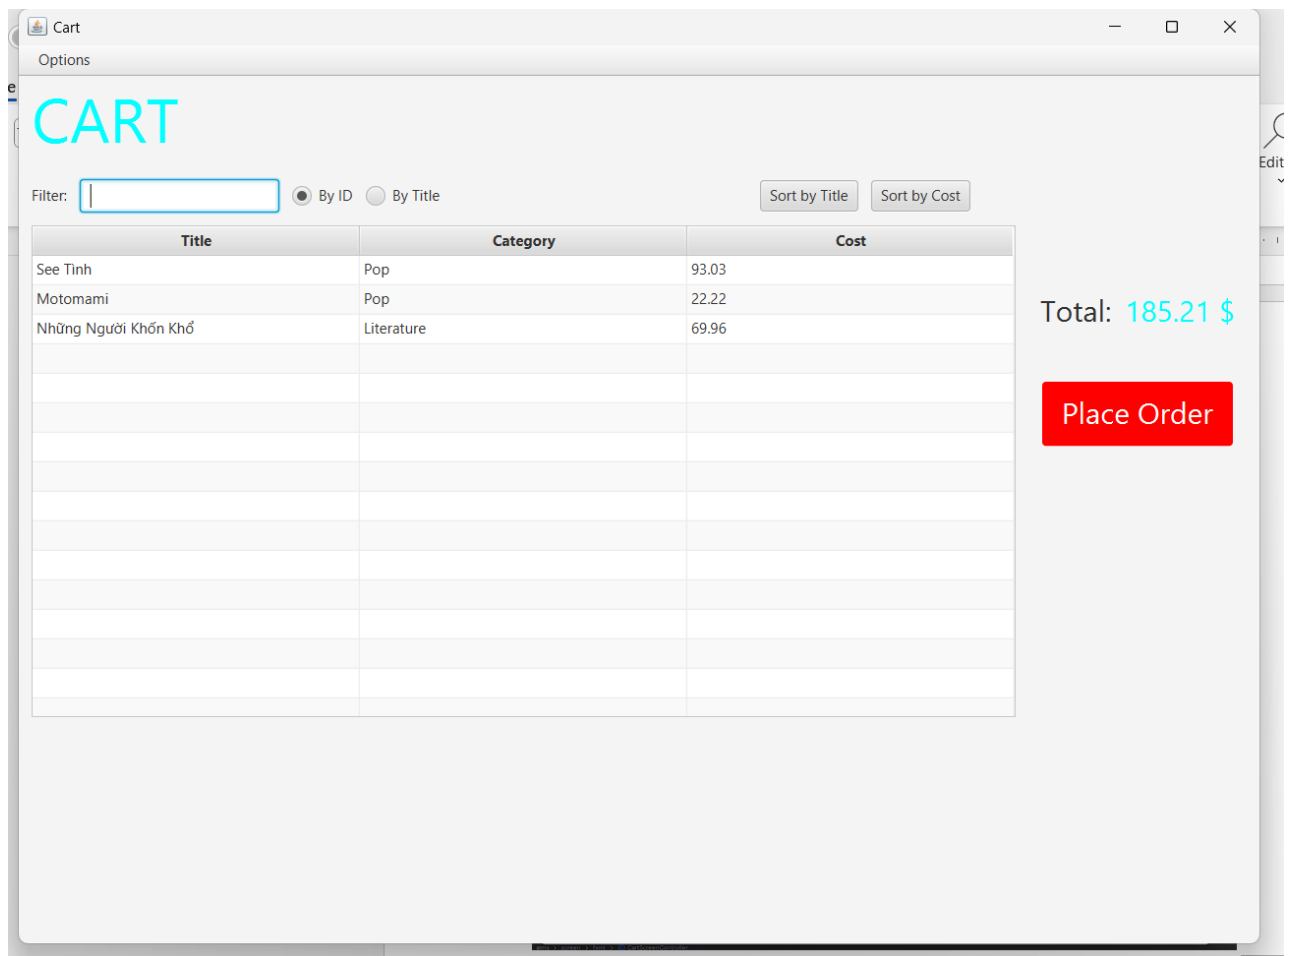 Cart
Options
CART
Filter: By ID By Title Sort by Title Sort by Cost
Title Category Cost
See Tình Pop 93.03
Motomami Pop 22.22
Những Người Khốn Khổ Literature 69.96
Total: 185.21 $
Place Order
Edit